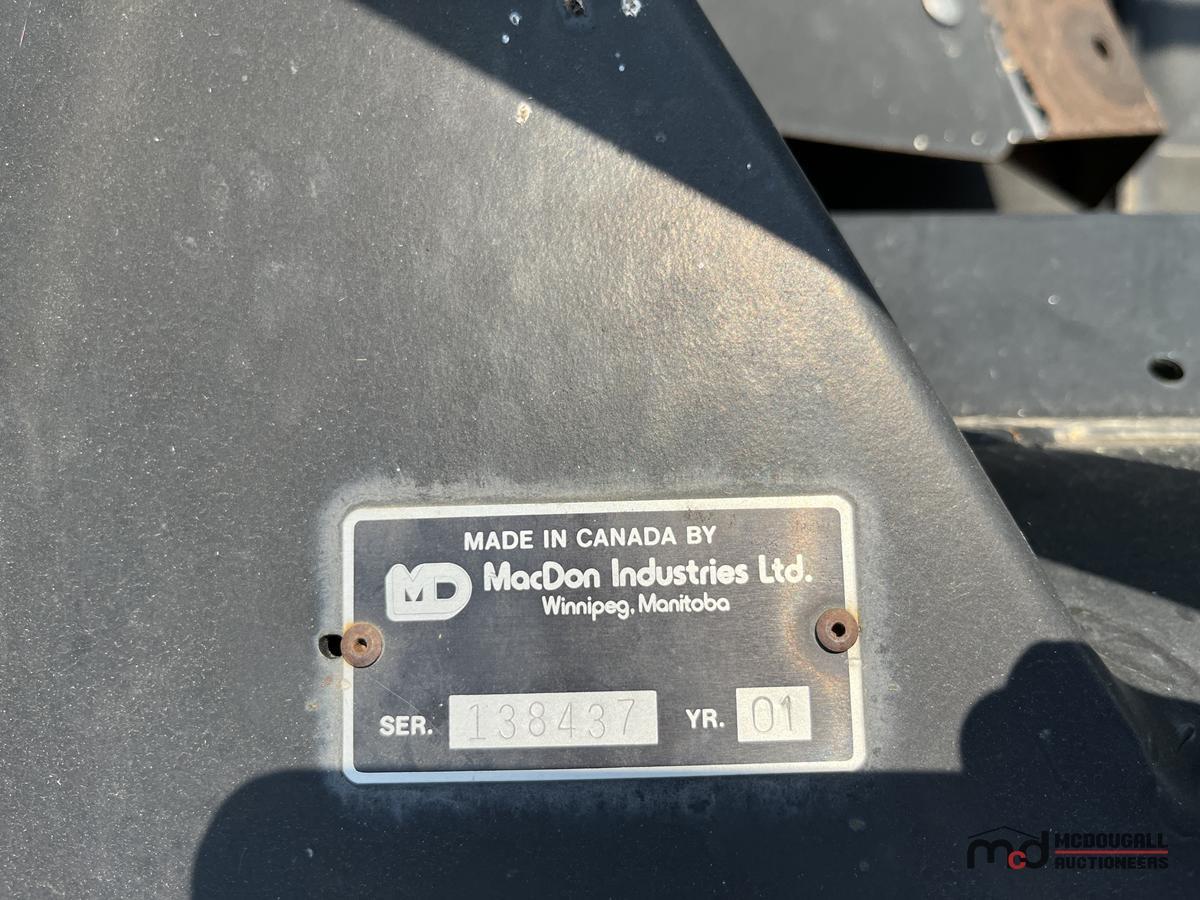 MADE IN CANADA BY
MD MacDon Industries Ltd.
Winnipeg, Manitoba
SER. 138437 YR. 01
mcd MCDOUGALL
AUCTIONEERS